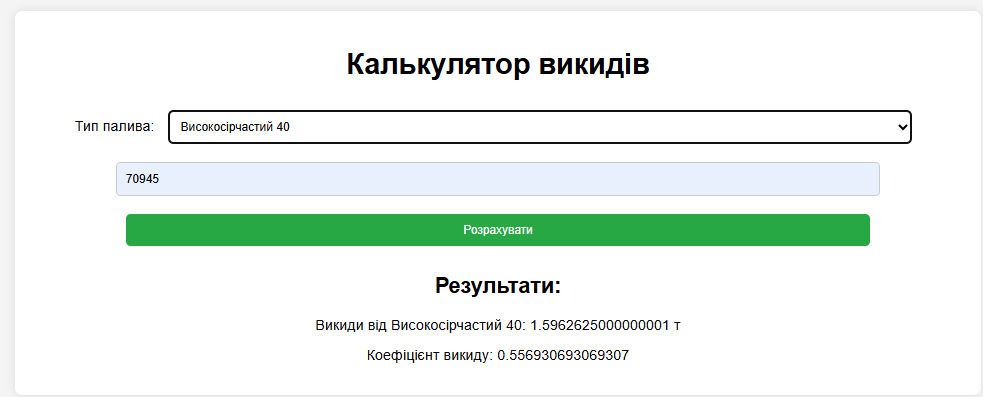 Калькулятор викидів
Тип палива: Високосірчастий 40
70945
Розрахувати
Результати:
Викиди від Високосірчастий 40: 1.5962625000000001 т
Коефіцієнт викиду: 0.556930693069307